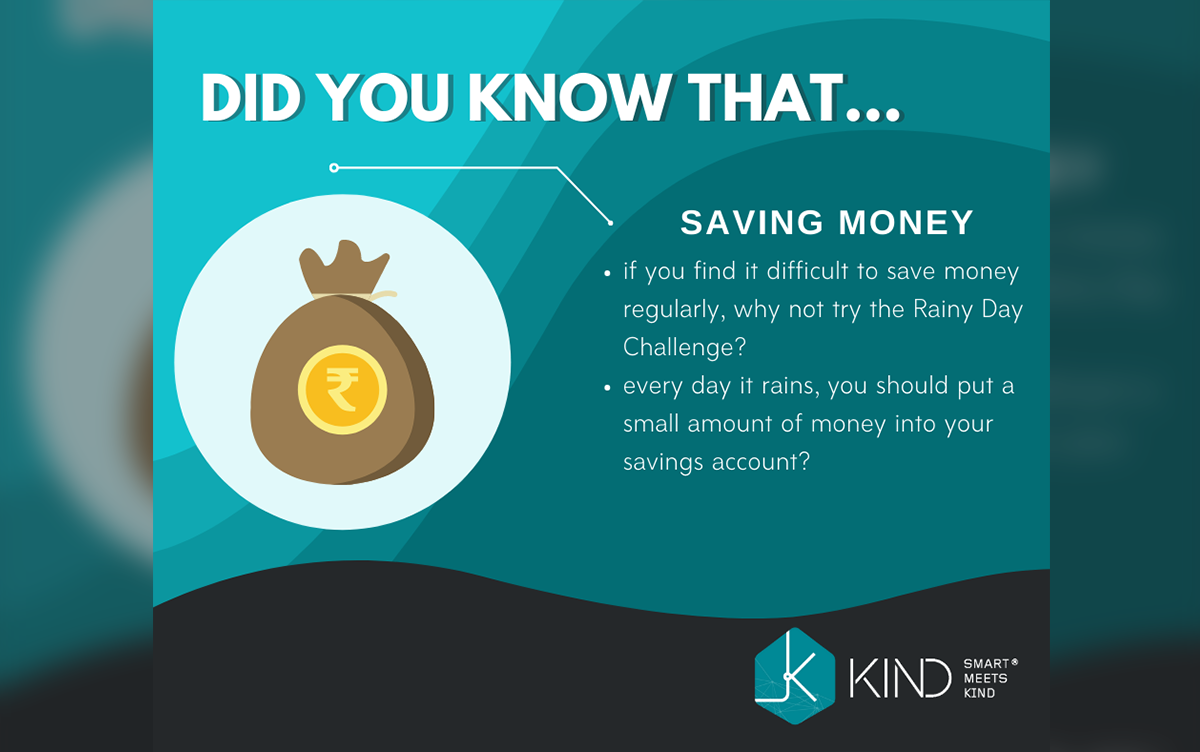 DID YOU KNOW THAT...
SAVING MONEY
• if you find it difficult to save money
regularly, why not try the Rainy Day
Challenge?
• every day it rains, you should put a
small amount of money into your
savings account?
₹
KIND
SMART®
MEETS
KIND